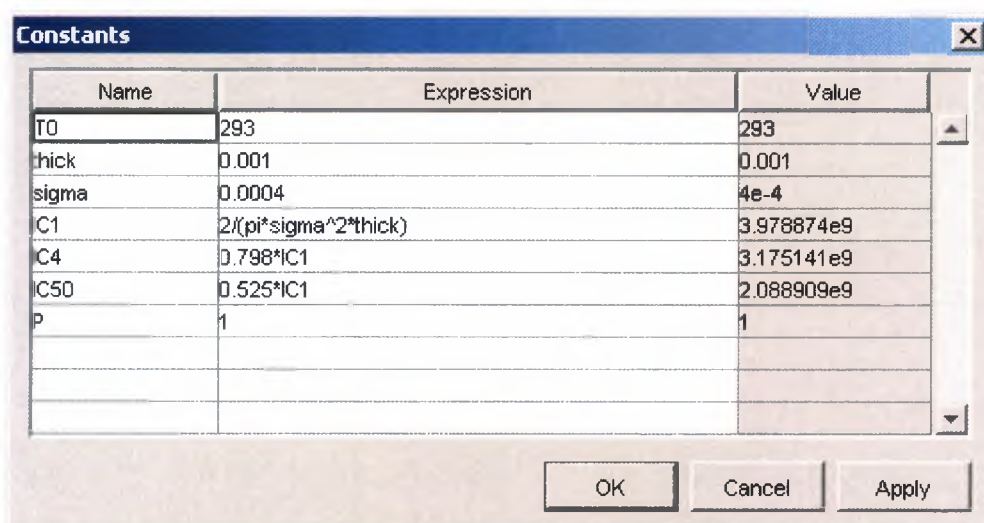 Constants
Name Expression Value
T0 293 293
thick 0.001 0.001
sigma 0.0004 4e-4
IC1 2/(pi*sigma^2*thick) 3.978874e9
IC4 0.798*IC1 3.175141e9
IC50 0.525*IC1 2.088909e9
P 1 1
OK Cancel Apply